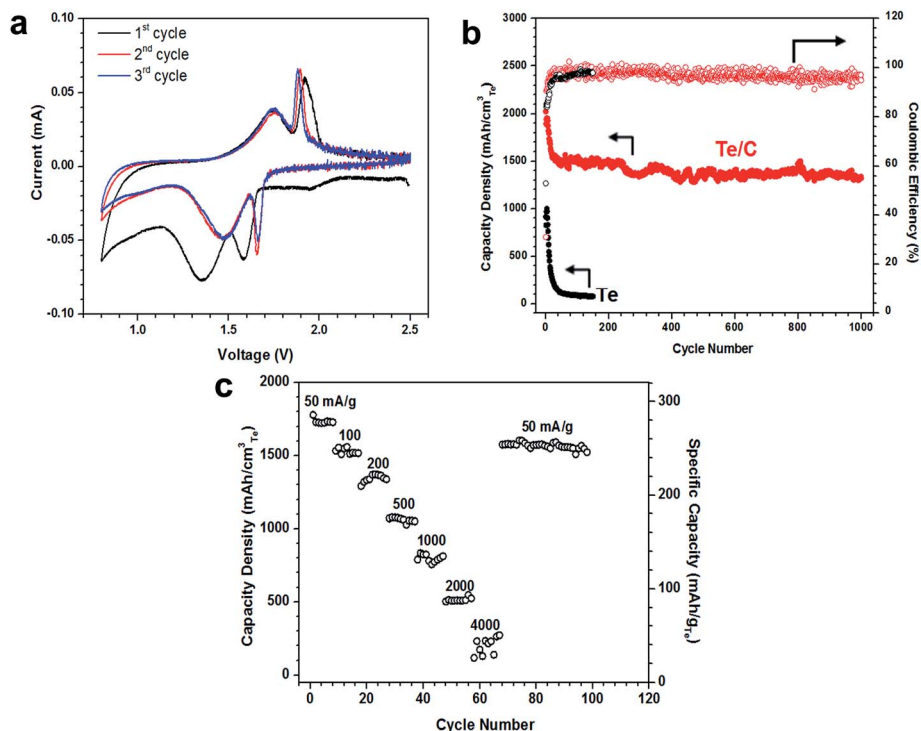 a
1st cycle
2nd cycle
3rd cycle
0.10
0.05
0.00
-0.05
-0.10
Current (mA)
1.0
1.5
2.0
2.5
Voltage (V)
b
3000
2500
2000
1500
1000
500
0
Capacity Density (mAh/cm3Te)
Te/C
Te
120
100
80
60
40
20
0
Coulumbic Efficiency (%)
0
200
400
600
800
1000
Cycle Number
c
2000
1500
1000
500
0
Capacity Density (mAh/cm3Te)
50 mA/g
100
200
500
1000
2000
4000
50 mA/g
300
200
100
0
Specific Capacity (mAh/gTe)
0
20
40
60
80
100
120
Cycle Number